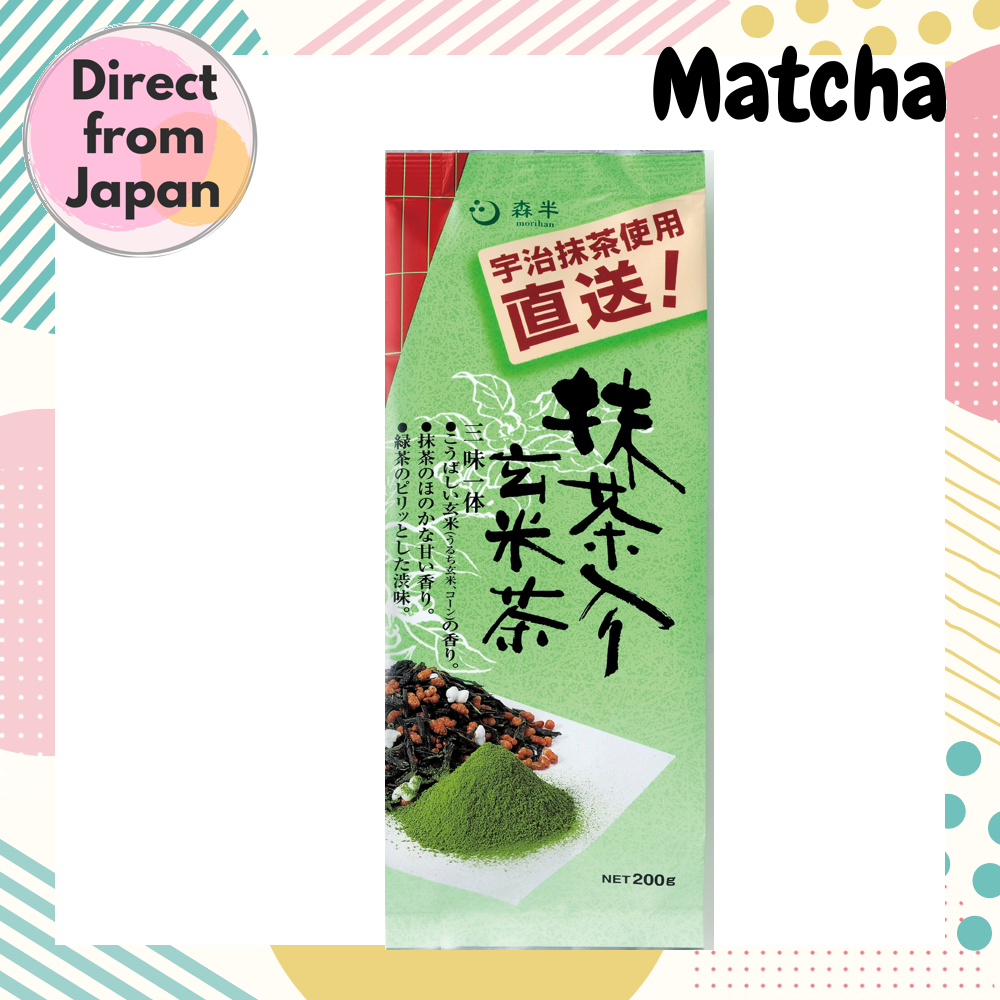 Direct
from
Japan
Matcha
森半
morihan
宇治抹茶使用
直送!
抹茶入り
玄米茶
三味一体
●こうばしい玄米(うるち玄米、コーン)の香り。
●抹茶のほのかな甘い香り。
●緑茶のピリッとした渋味。
NET 200g